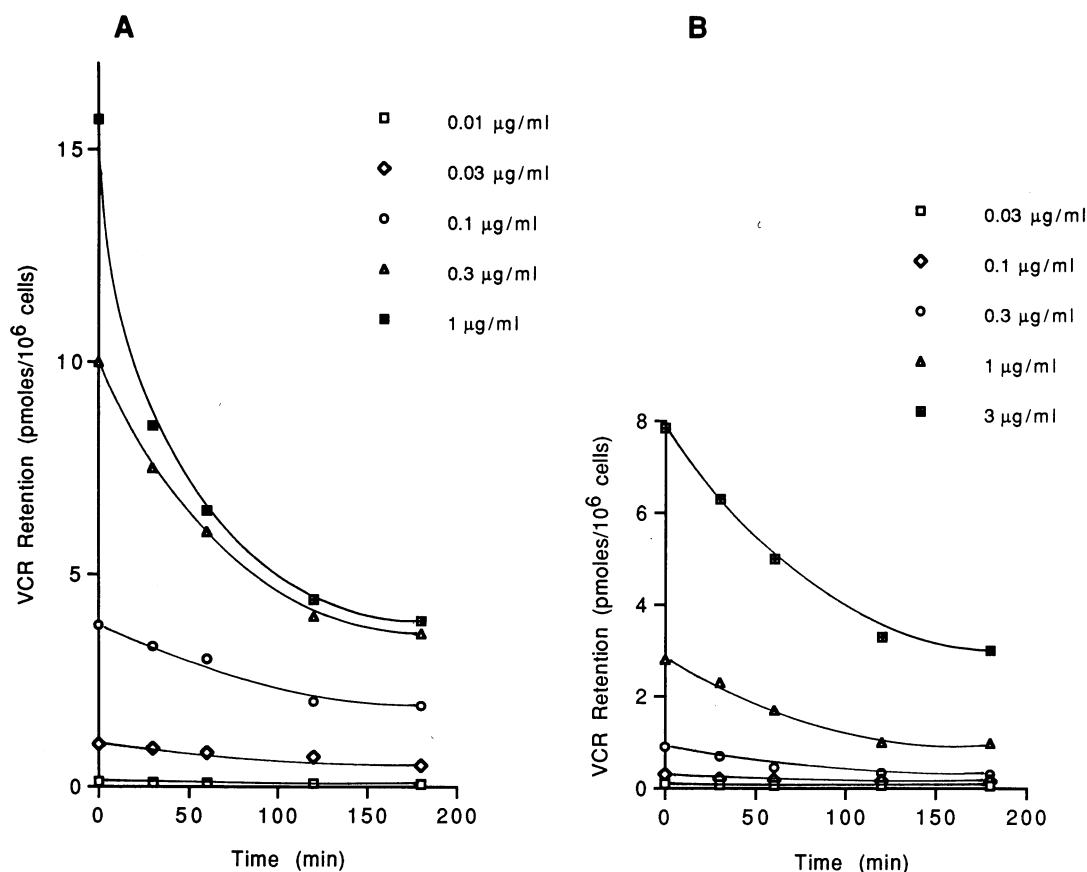 A
VCR Retention (pmoles/10⁶ cells)
15
10
5
0
0 50 100 150 200
Time (min)
0.01 µg/ml
0.03 µg/ml
0.1 µg/ml
0.3 µg/ml
1 µg/ml
B
VCR Retention (pmoles/10⁶ cells)
8
6
4
2
0
0 50 100 150 200
Time (min)
0.03 µg/ml
0.1 µg/ml
0.3 µg/ml
1 µg/ml
3 µg/ml